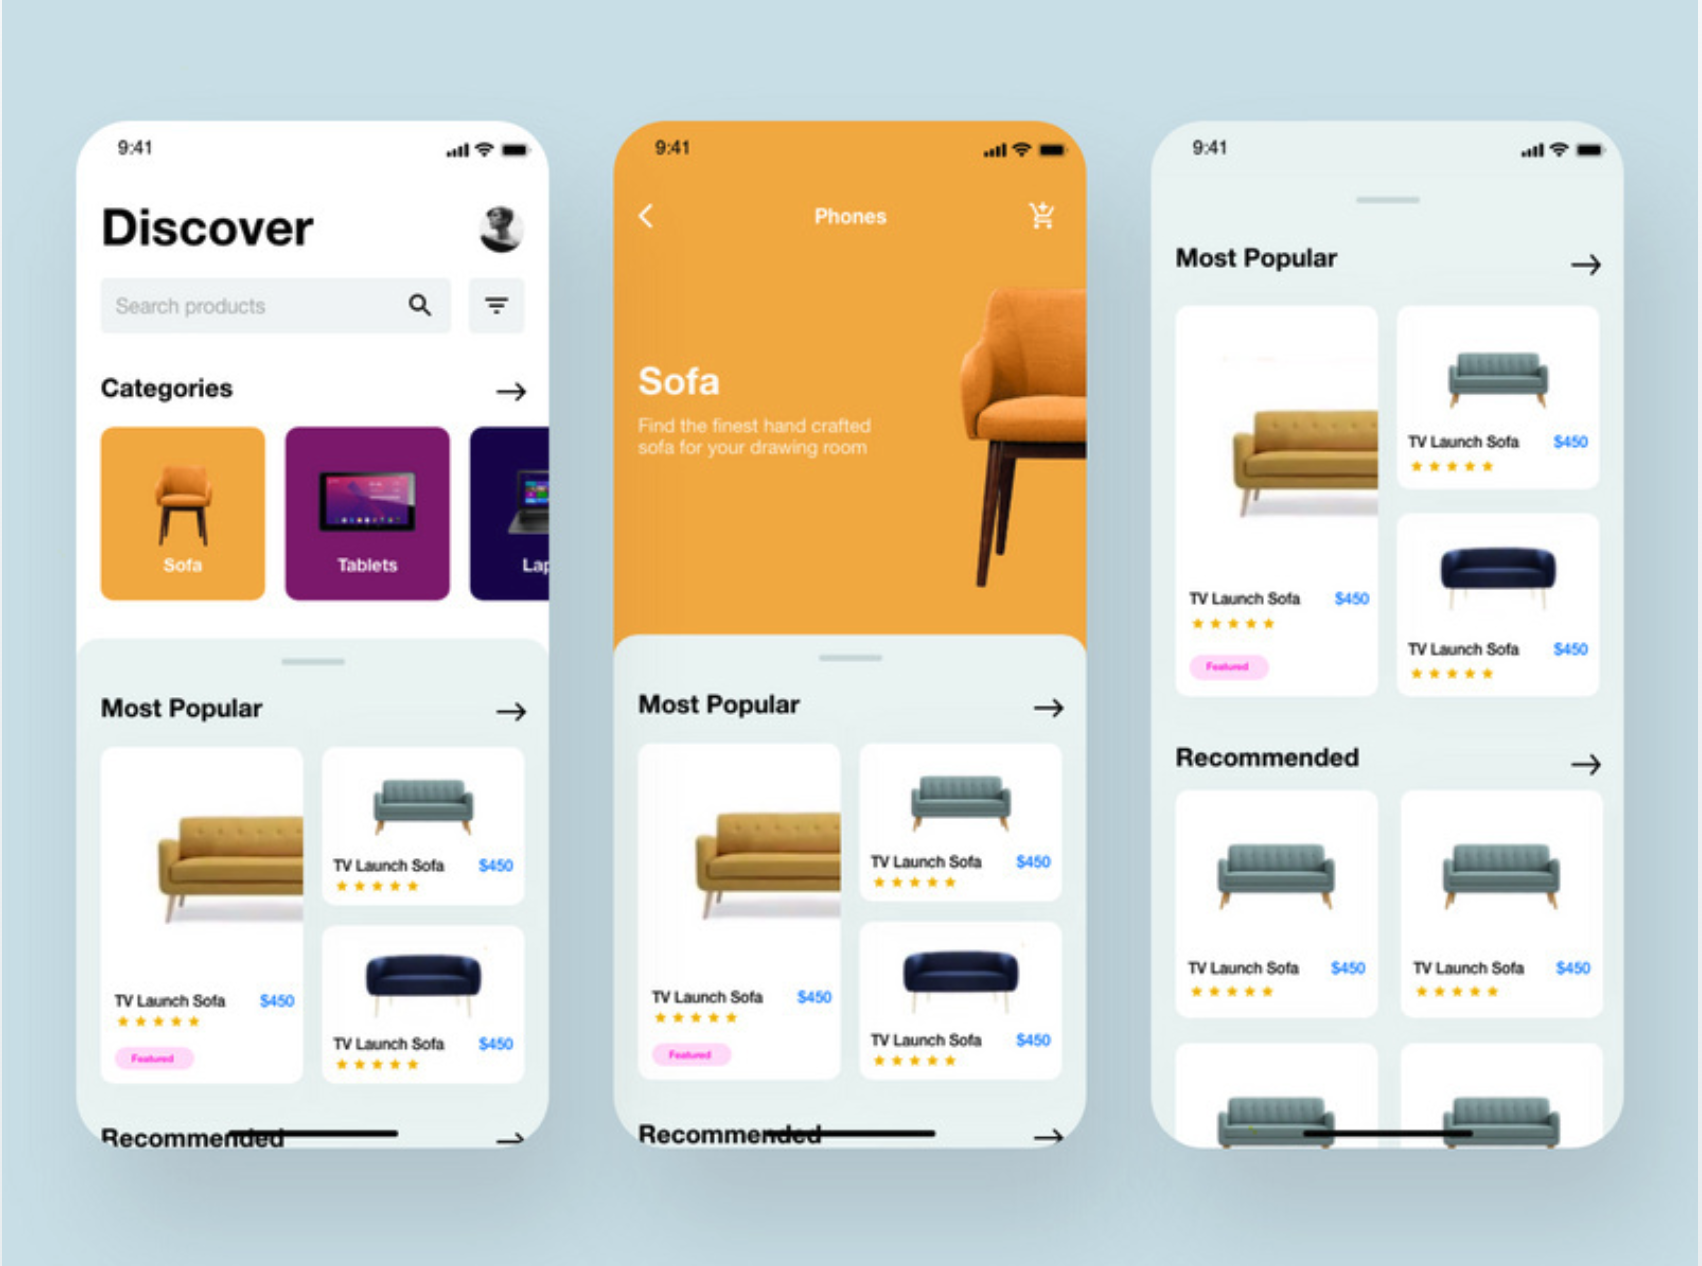 9:41
Discover
Search products
Categories
Sofa
Tablets
Lap
Most Popular
TV Launch Sofa $450
TV Launch Sofa $450
Featured
TV Launch Sofa $450
Recommended
9:41
Phones
Sofa
Find the finest hand crafted
sofa for your drawing room
Most Popular
TV Launch Sofa $450
TV Launch Sofa $450
Featured
TV Launch Sofa $450
Recommended
9:41
Most Popular
TV Launch Sofa $450
TV Launch Sofa $450
TV Launch Sofa $450
Featured
Recommended
TV Launch Sofa $450
TV Launch Sofa $450